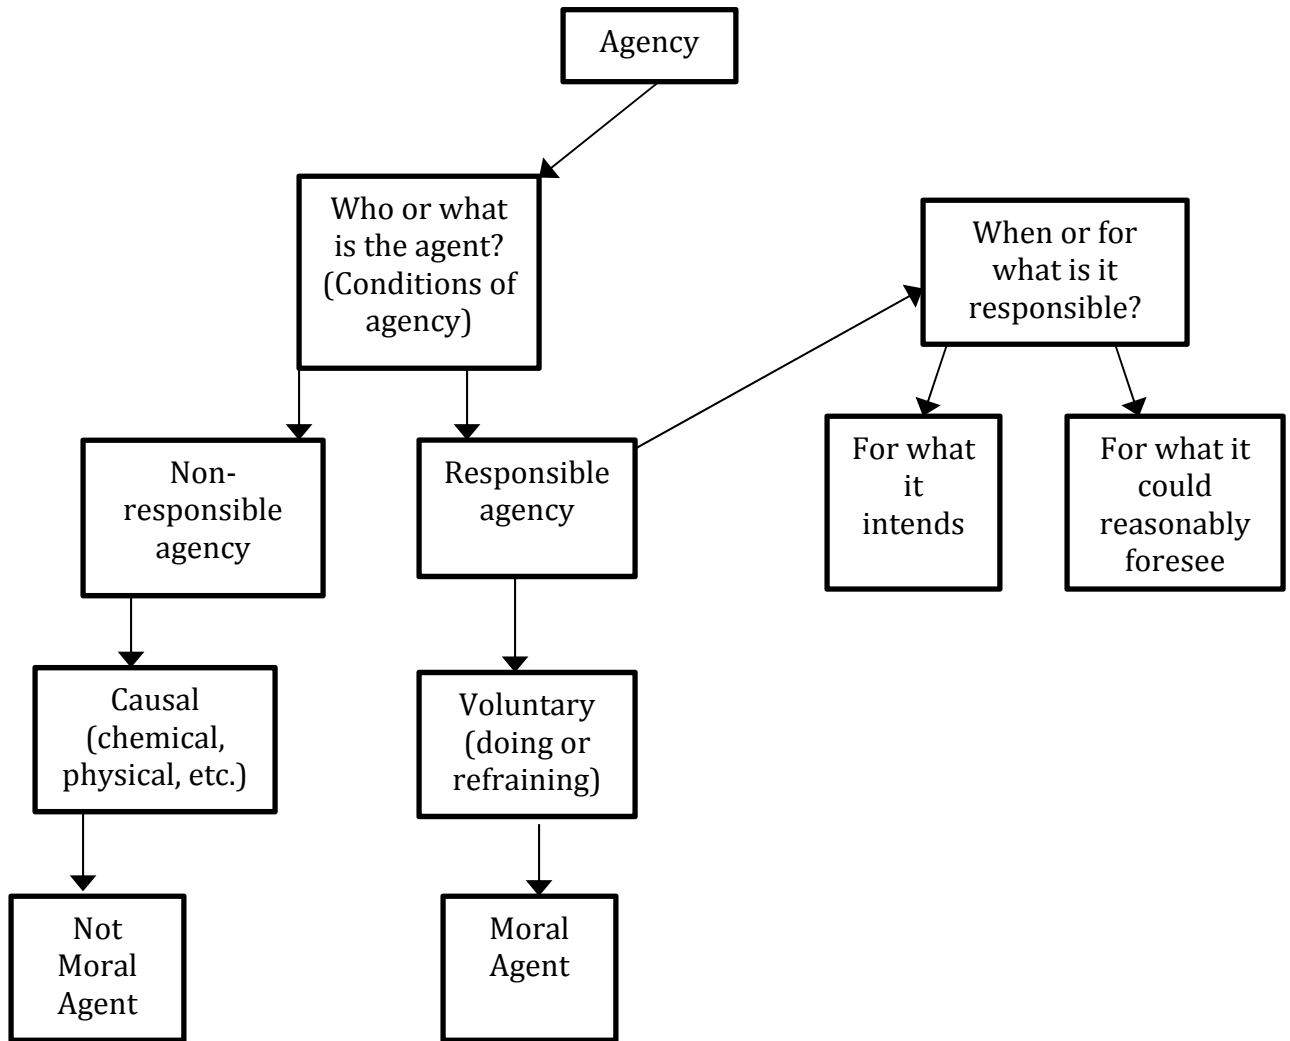 Agency
Who or what
is the agent?
(Conditions of
agency)
When or for
what is it
responsible?
Non-
responsible
agency
Responsible
agency
For what
it
intends
For what it
could
reasonably
foresee
Causal
(chemical,
physical, etc.)
Voluntary
(doing or
refraining)
Not
Moral
Agent
Moral
Agent